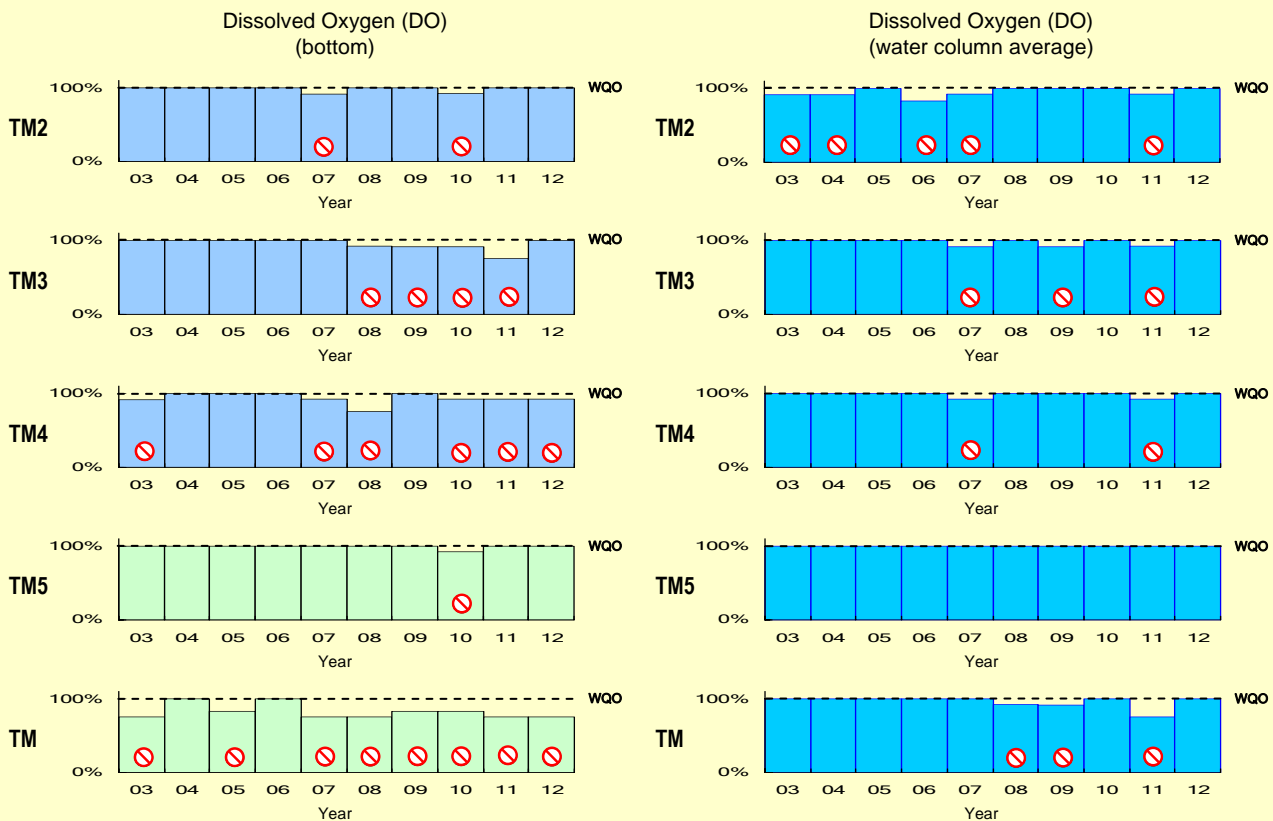 Dissolved Oxygen (DO)
(bottom)
100%
WQO
TM2
0%
03 04 05 06 07 08 09 10 11 12
Year
100%
WQO
TM3
0%
03 04 05 06 07 08 09 10 11 12
Year
100%
WQO
TM4
0%
03 04 05 06 07 08 09 10 11 12
Year
100%
WQO
TM5
0%
03 04 05 06 07 08 09 10 11 12
Year
100%
WQO
TM
0%
03 04 05 06 07 08 09 10 11 12
Year
Dissolved Oxygen (DO)
(water column average)
100%
WQO
TM2
0%
03 04 05 06 07 08 09 10 11 12
Year
100%
WQO
TM3
0%
03 04 05 06 07 08 09 10 11 12
Year
100%
WQO
TM4
0%
03 04 05 06 07 08 09 10 11 12
Year
100%
WQO
TM5
0%
03 04 05 06 07 08 09 10 11 12
Year
100%
WQO
TM
0%
03 04 05 06 07 08 09 10 11 12
Year